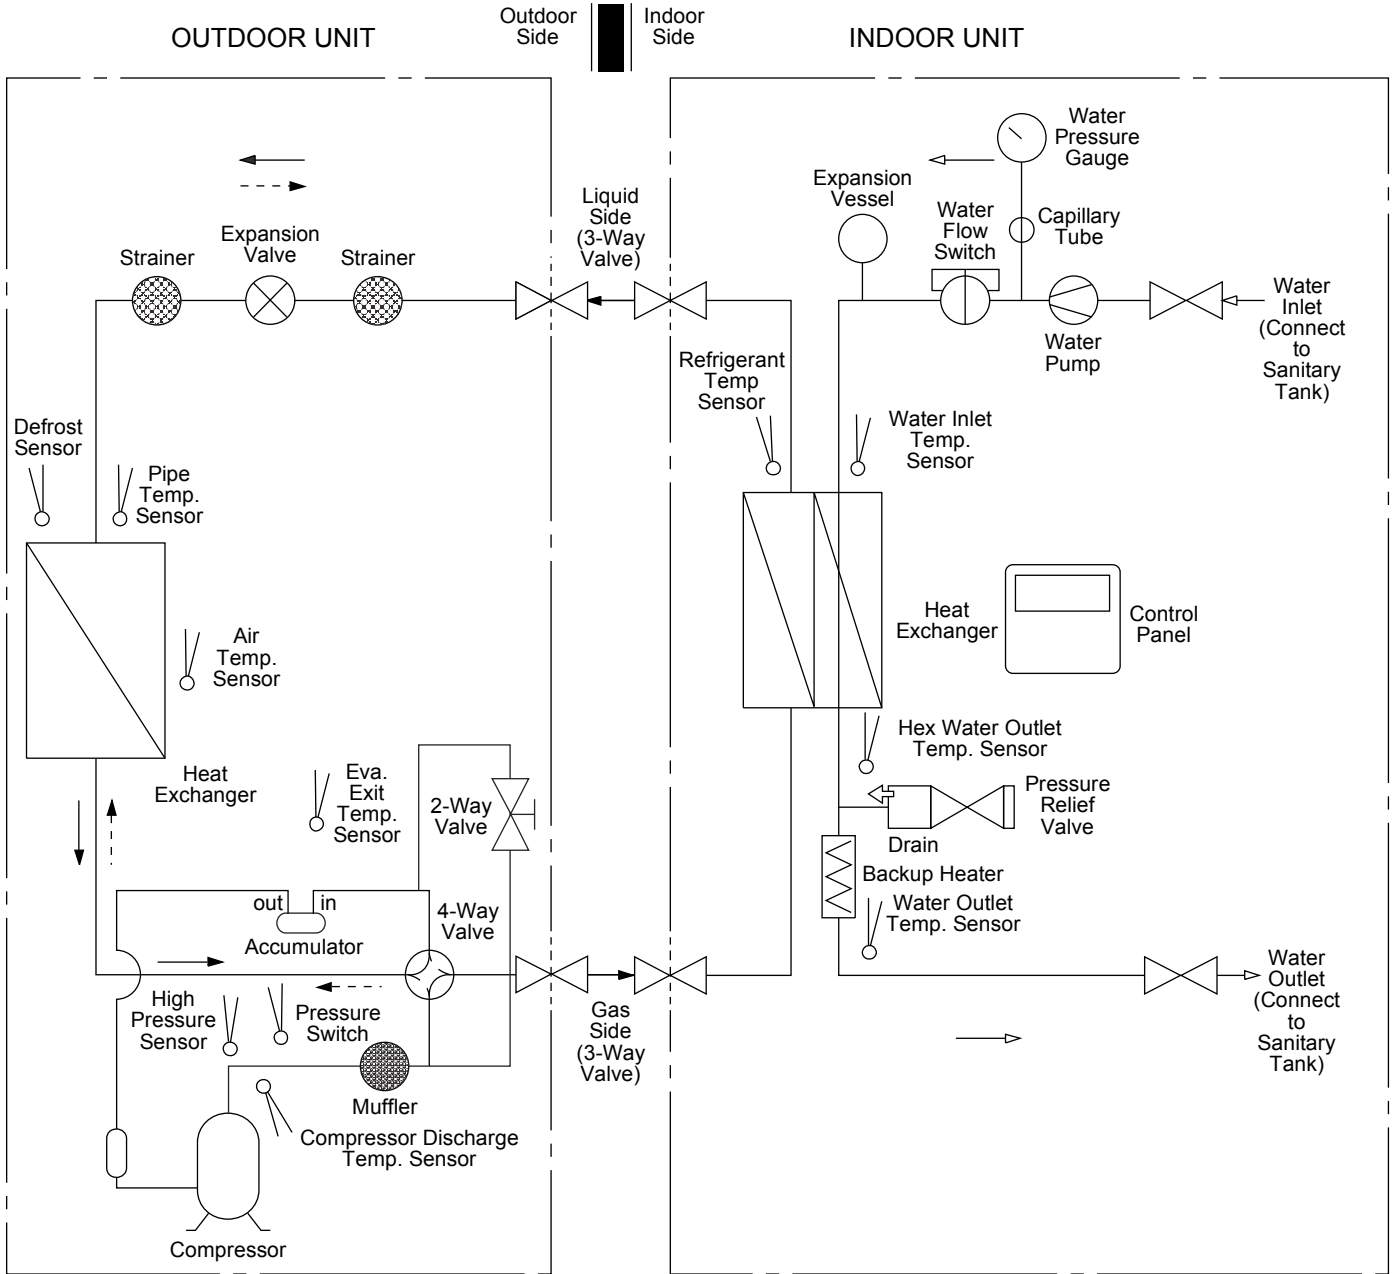 OUTDOOR UNIT
Outdoor
Side
Indoor
Side
INDOOR UNIT
Water
Pressure
Gauge
Expansion
Vessel
Water
Flow
Switch
Capillary
Tube
Liquid
Side
(3-Way
Valve)
Strainer
Expansion
Valve
Strainer
Water
Inlet
(Connect
to
Sanitary
Tank)
Water
Pump
Refrigerant
Temp
Sensor
Water Inlet
Temp.
Sensor
Defrost
Sensor
Pipe
Temp.
Sensor
Air
Temp.
Sensor
Heat
Exchanger
Control
Panel
Hex Water Outlet
Temp. Sensor
Heat
Exchanger
Eva.
Exit
Temp.
Sensor
2-Way
Valve
Pressure
Relief
Valve
Drain
Backup Heater
out
in
Accumulator
4-Way
Valve
Water Outlet
Temp. Sensor
High
Pressure
Sensor
Pressure
Switch
Gas
Side
(3-Way
Valve)
Water
Outlet
(Connect
to
Sanitary
Tank)
Muffler
Compressor Discharge
Temp. Sensor
Compressor